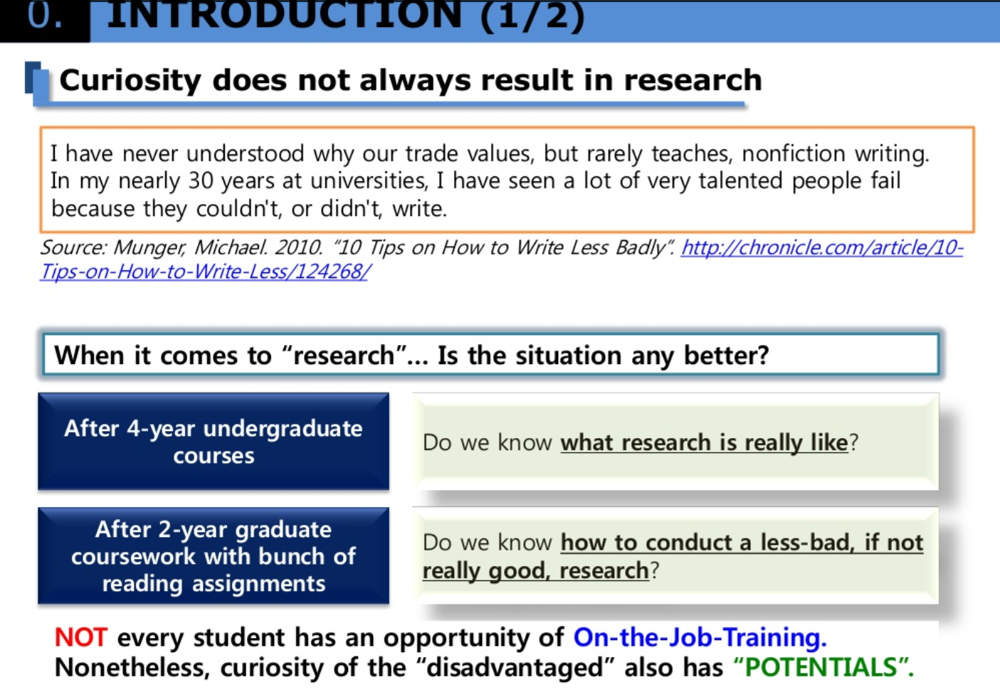 0. INTRODUCTION (1/2)
Curiosity does not always result in research
I have never understood why our trade values, but rarely teaches, nonfiction writing.
In my nearly 30 years at universities, I have seen a lot of very talented people fail
because they couldn't, or didn't, write.
Source: Munger, Michael. 2010. “10 Tips on How to Write Less Badly”. http://chronicle.com/article/10-
Tips-on-How-to-Write-Less/124268/
When it comes to “research”... Is the situation any better?
After 4-year undergraduate
courses
Do we know what research is really like?
After 2-year graduate
coursework with bunch of
reading assignments
Do we know how to conduct a less-bad, if not
really good, research?
NOT every student has an opportunity of On-the-Job-Training.
Nonetheless, curiosity of the “disadvantaged” also has “POTENTIALS”.